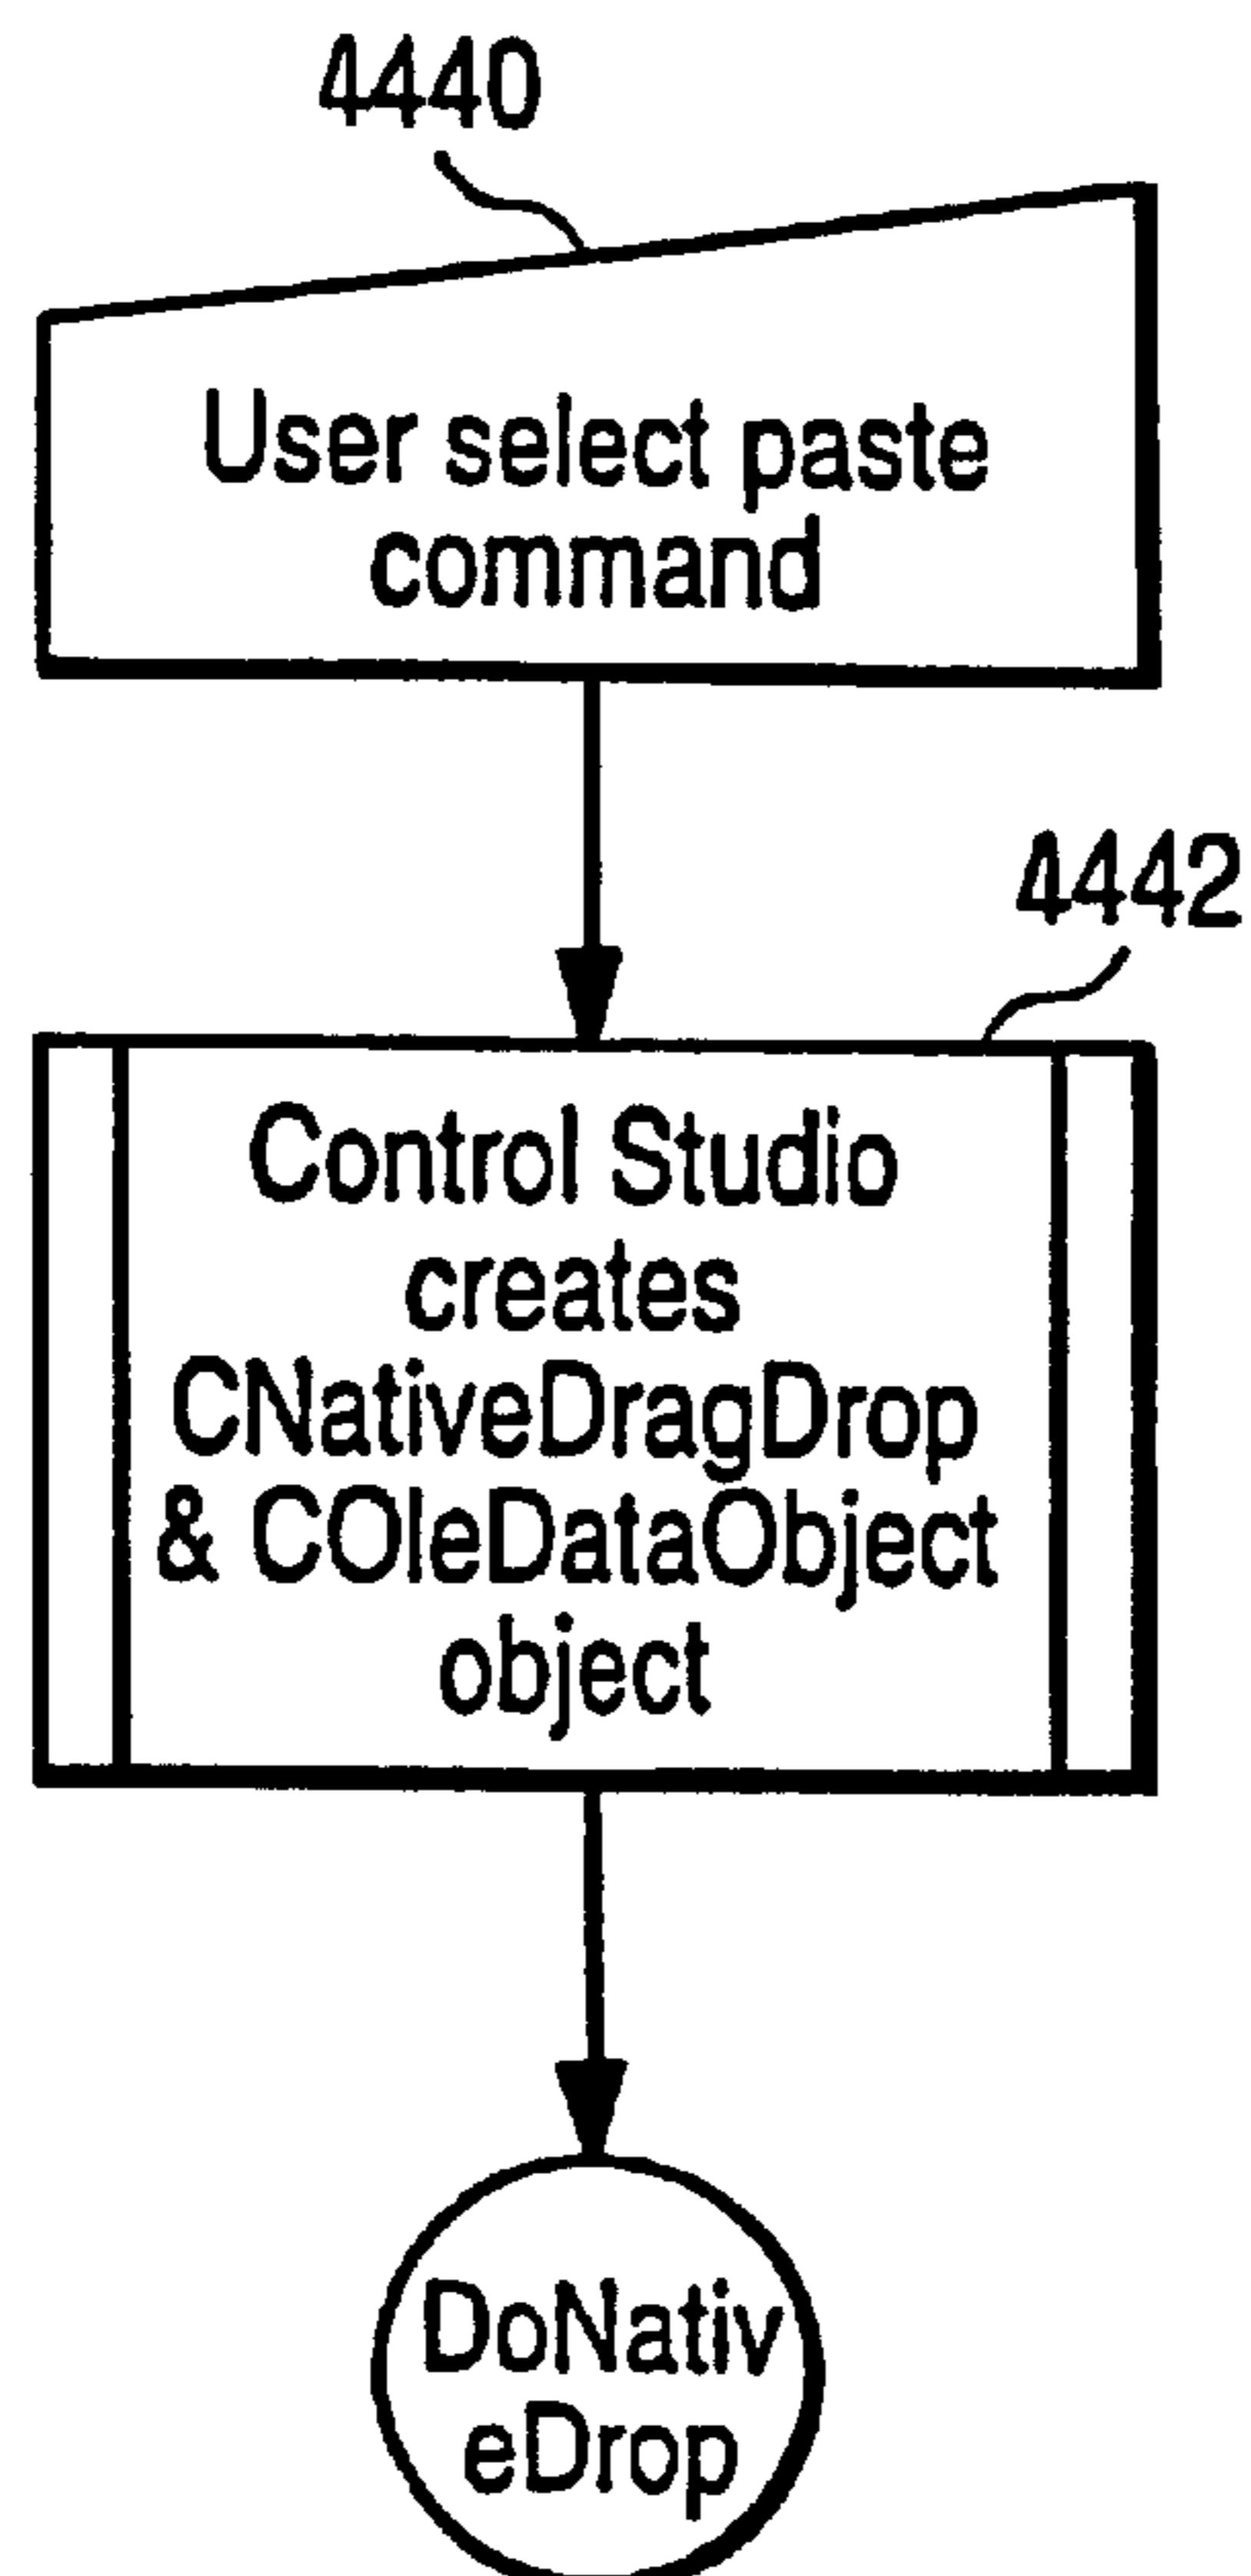 4440
User select paste
command
4442
Control Studio
creates
CNativeDragDrop
& COleDataObject
object
DoNativ
eDrop